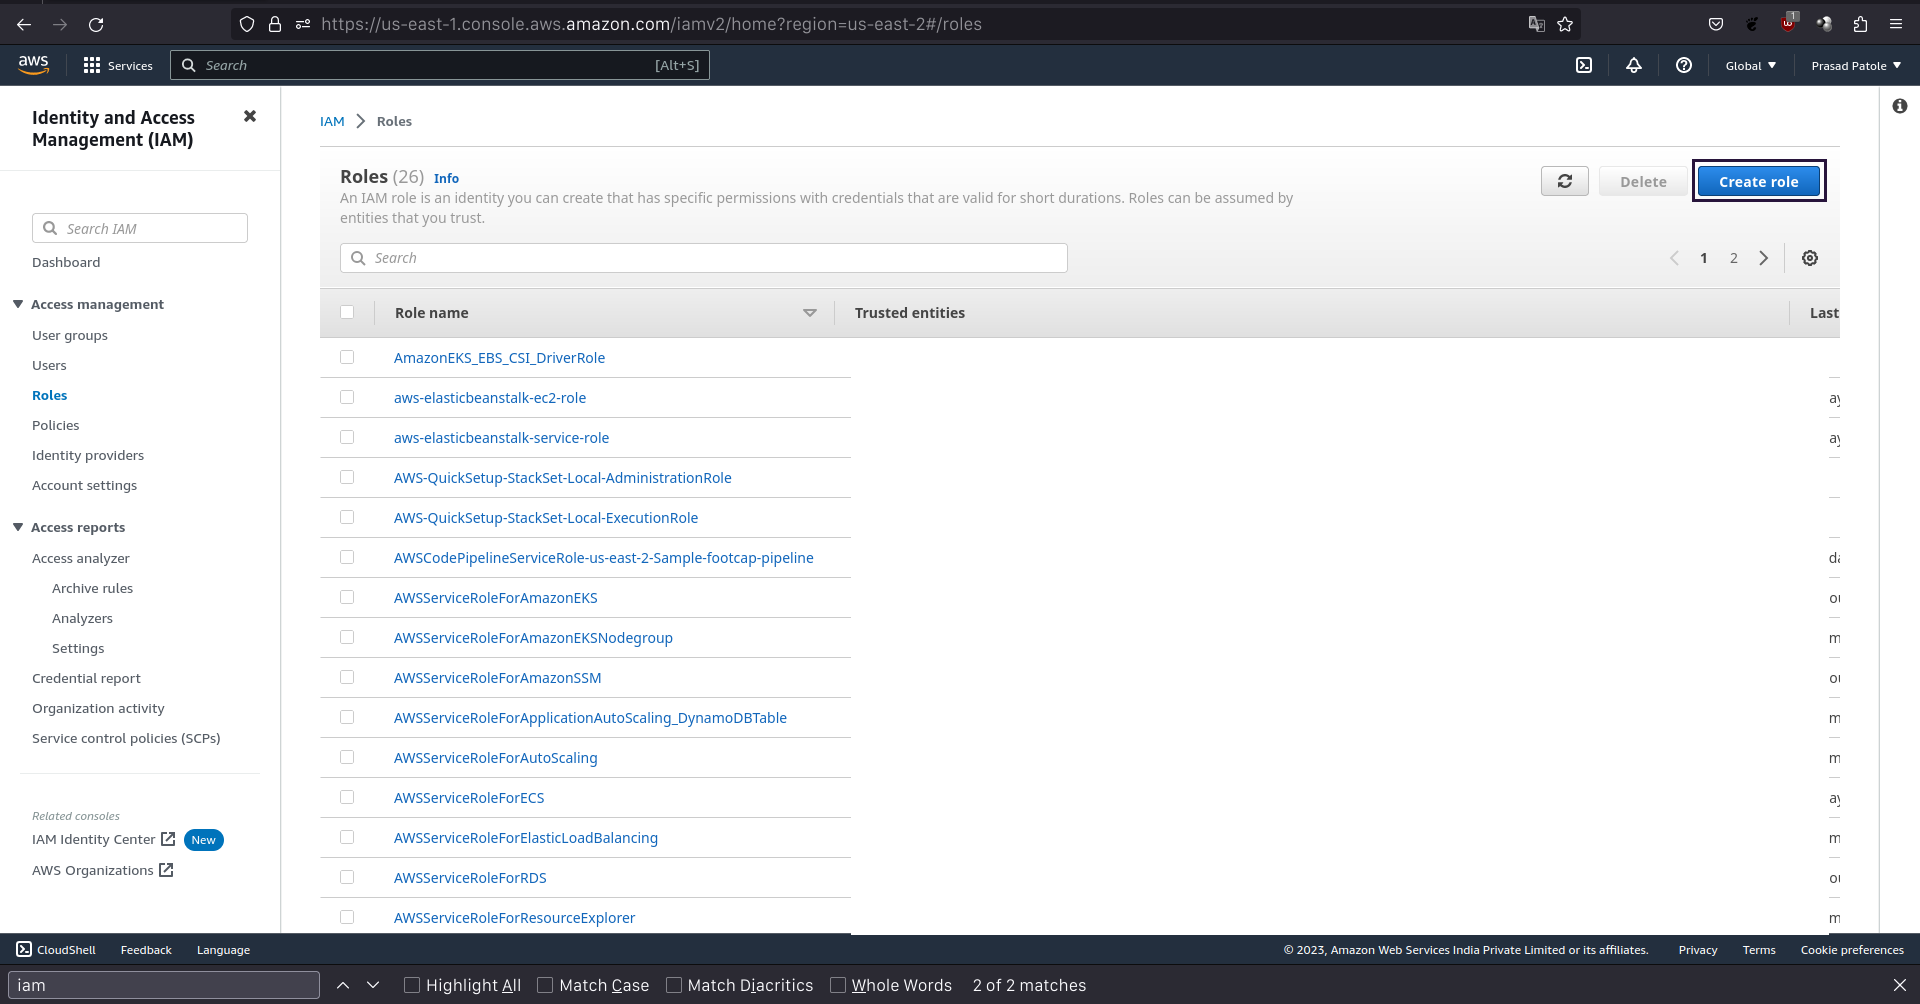 https://us-east-1.console.aws.amazon.com/iamv2/home?region=us-east-2#/roles
1
aws
Services
Search [Alt+S]
Global
Prasad Patole
Identity and Access
Management (IAM)
Search IAM
Dashboard
Access management
User groups
Users
Roles
Policies
Identity providers
Account settings
Access reports
Access analyzer
Archive rules
Analyzers
Settings
Credential report
Organization activity
Service control policies (SCPs)
Related consoles
IAM Identity Center New
AWS Organizations
IAM > Roles
Roles (26) Info
An IAM role is an identity you can create that has specific permissions with credentials that are valid for short durations. Roles can be assumed by
entities that you trust.
Delete
Create role
Search
1 2
Role name Trusted entities Last
AmazonEKS_EBS_CSI_DriverRole
aws-elasticbeanstalk-ec2-role
aws-elasticbeanstalk-service-role
AWS-QuickSetup-StackSet-Local-AdministrationRole
AWS-QuickSetup-StackSet-Local-ExecutionRole
AWSCodePipelineServiceRole-us-east-2-Sample-footcap-pipeline
AWSServiceRoleForAmazonEKS
AWSServiceRoleForAmazonEKSNodegroup
AWSServiceRoleForAmazonSSM
AWSServiceRoleForApplicationAutoScaling_DynamoDBTable
AWSServiceRoleForAutoScaling
AWSServiceRoleForECS
AWSServiceRoleForElasticLoadBalancing
AWSServiceRoleForRDS
AWSServiceRoleForResourceExplorer
CloudShell Feedback Language
© 2023, Amazon Web Services India Private Limited or its affiliates. Privacy Terms Cookie preferences
iam
Highlight All Match Case Match Diacritics Whole Words 2 of 2 matches